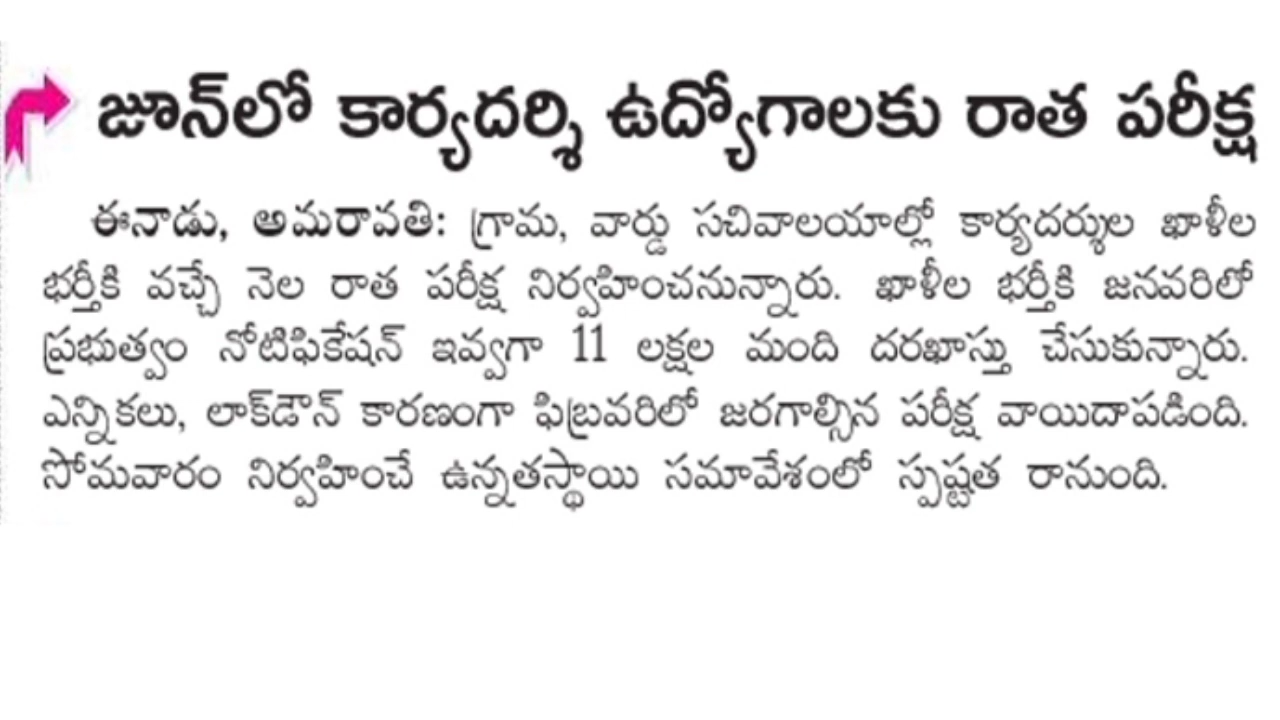 జూన్‌లో కార్యదర్శి ఉద్యోగాలకు రాత పరీక్ష
ఈనాడు, అమరావతి: గ్రామ, వార్డు సచివాలయాల్లో కార్యదర్శుల ఖాళీల
భర్తీకి వచ్చే నెల రాత పరీక్ష నిర్వహించనున్నారు. ఖాళీల భర్తీకి జనవరిలో
ప్రభుత్వం నోటిఫికేషన్ ఇవ్వగా 11 లక్షల మంది దరఖాస్తు చేసుకున్నారు.
ఎన్నికలు, లాక్‌డౌన్ కారణంగా ఫిబ్రవరిలో జరగాల్సిన పరీక్ష వాయిదాపడింది.
సోమవారం నిర్వహించే ఉన్నతస్థాయి సమావేశంలో స్పష్టత రానుంది.